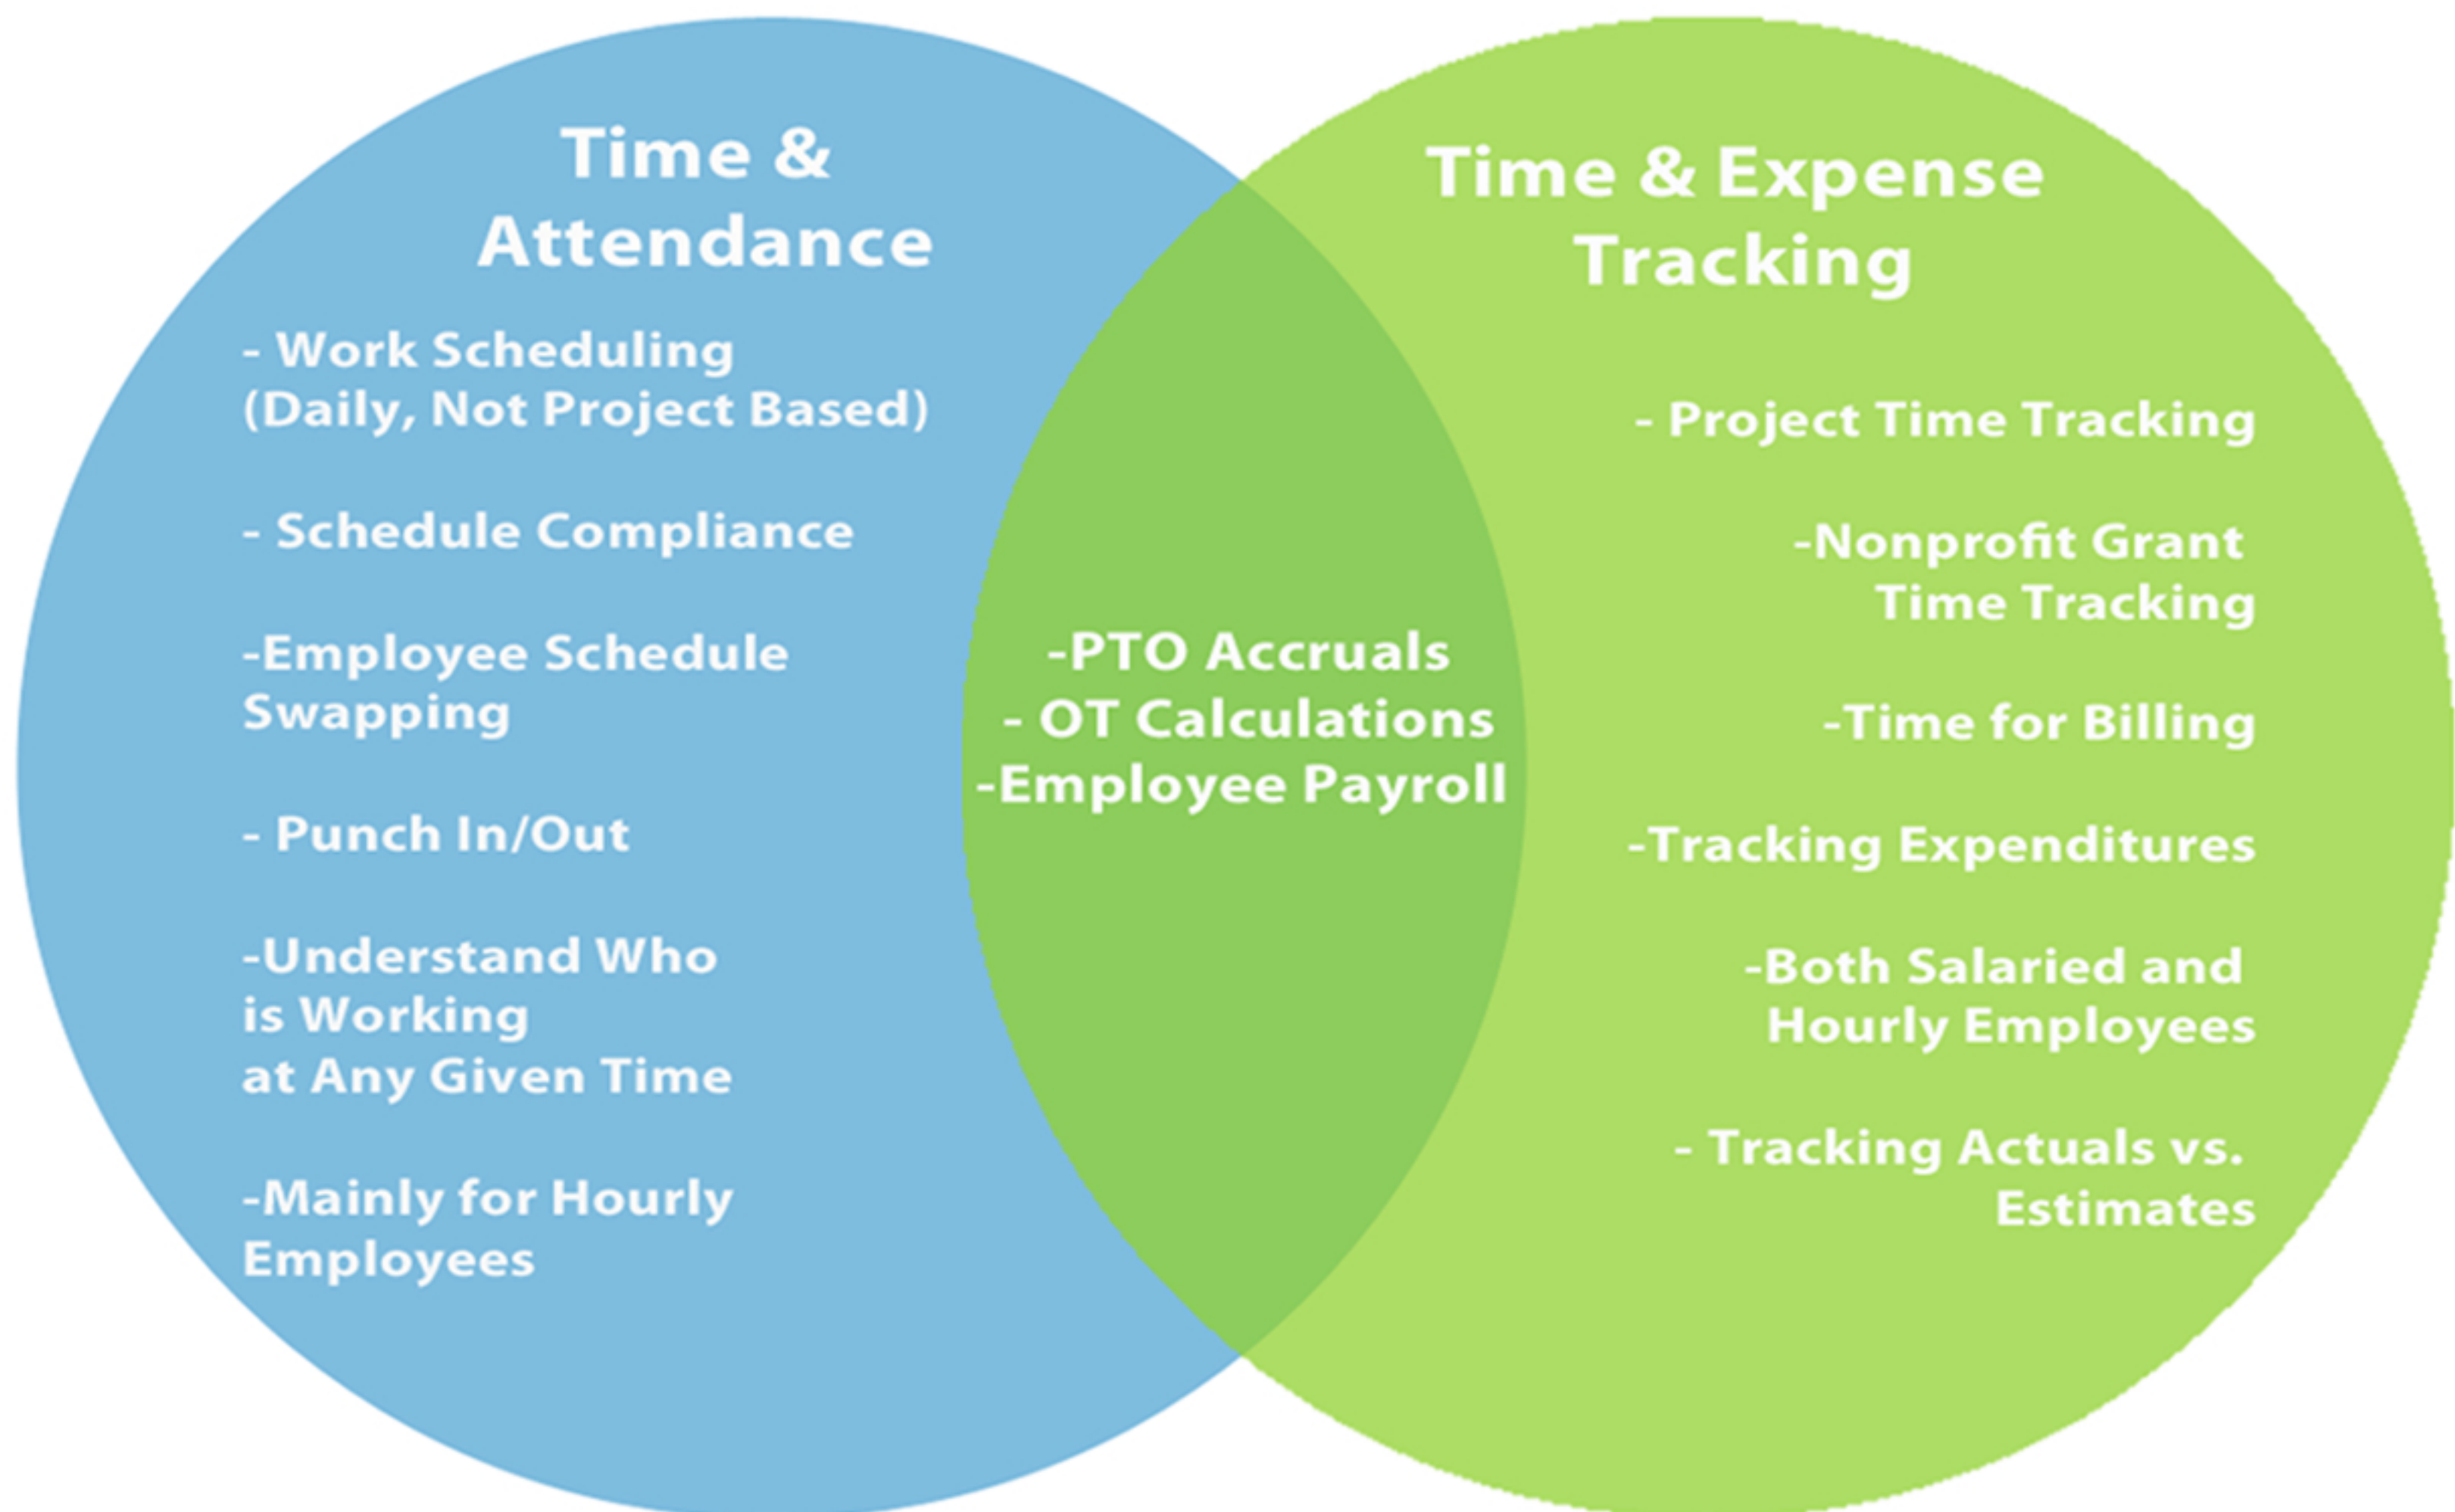 Time &
Attendance
- Work Scheduling
(Daily, Not Project Based)
- Schedule Compliance
-Employee Schedule
Swapping
- Punch In/Out
-Understand Who
is Working
at Any Given Time
-Mainly for Hourly
Employees
-PTO Accruals
- OT Calculations
-Employee Payroll
Time & Expense
Tracking
- Project Time Tracking
-Nonprofit Grant
Time Tracking
-Time for Billing
-Tracking Expenditures
-Both Salaried and
Hourly Employees
- Tracking Actuals vs.
Estimates